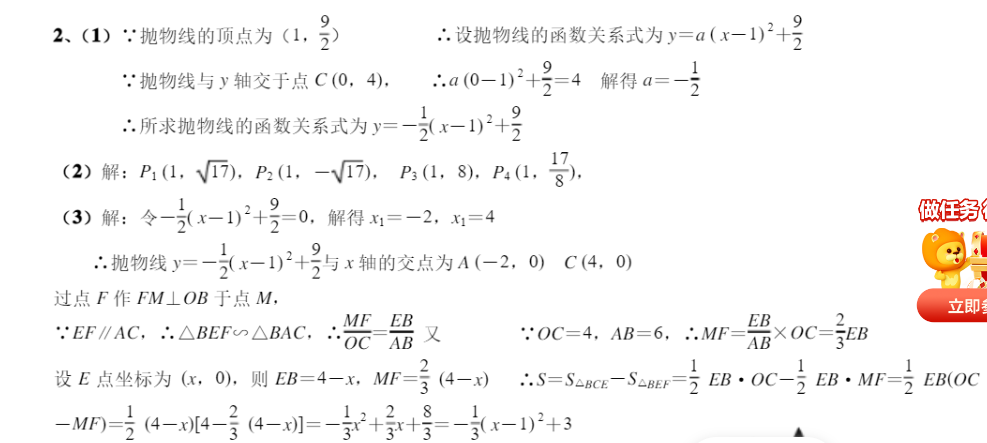 2、(1) ∵抛物线的顶点为（1，9/2） ∴设抛物线的函数关系式为 y=a (x−1)²+9/2
∵抛物线与 y 轴交于点 C (0，4)， ∴a (0−1)²+9/2=4 解得 a=−1/2
∴所求抛物线的函数关系式为 y=−1/2(x−1)²+9/2
(2) 解：P₁ (1，√17)，P₂ (1，−√17)， P₃ (1，8)，P₄ (1，17/8)，
(3) 解：令−1/2(x−1)²+9/2=0，解得 x₁=−2，x₁=4
∴抛物线 y=−1/2(x−1)²+9/2与 x 轴的交点为 A (−2，0) C (4，0)
过点 F 作 FM⊥OB 于点 M，
∵EF∥AC，∴△BEF∽△BAC，∴MF/OC=EB/AB 又 ∵OC=4，AB=6，∴MF=EB/AB×OC=2/3EB
设 E 点坐标为 (x，0)，则 EB=4−x，MF=2/3 (4−x) ∴S=S△BCE−S△BEF=1/2 EB·OC−1/2 EB·MF=1/2 EB(OC
−MF)=1/2 (4−x)[4−2/3 (4−x)]=−1/3x²+2/3x+8/3=−1/3(x−1)²+3
做任务
立即